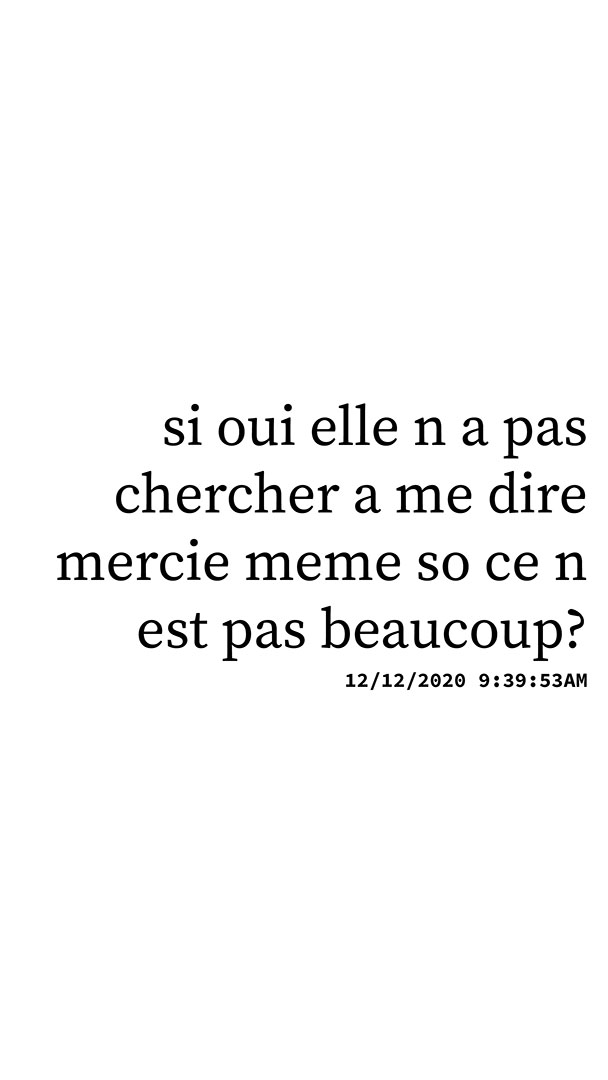 si oui elle n a pas
chercher a me dire
mercie meme so ce n
est pas beaucoup?
12/12/2020 9:39:53AM